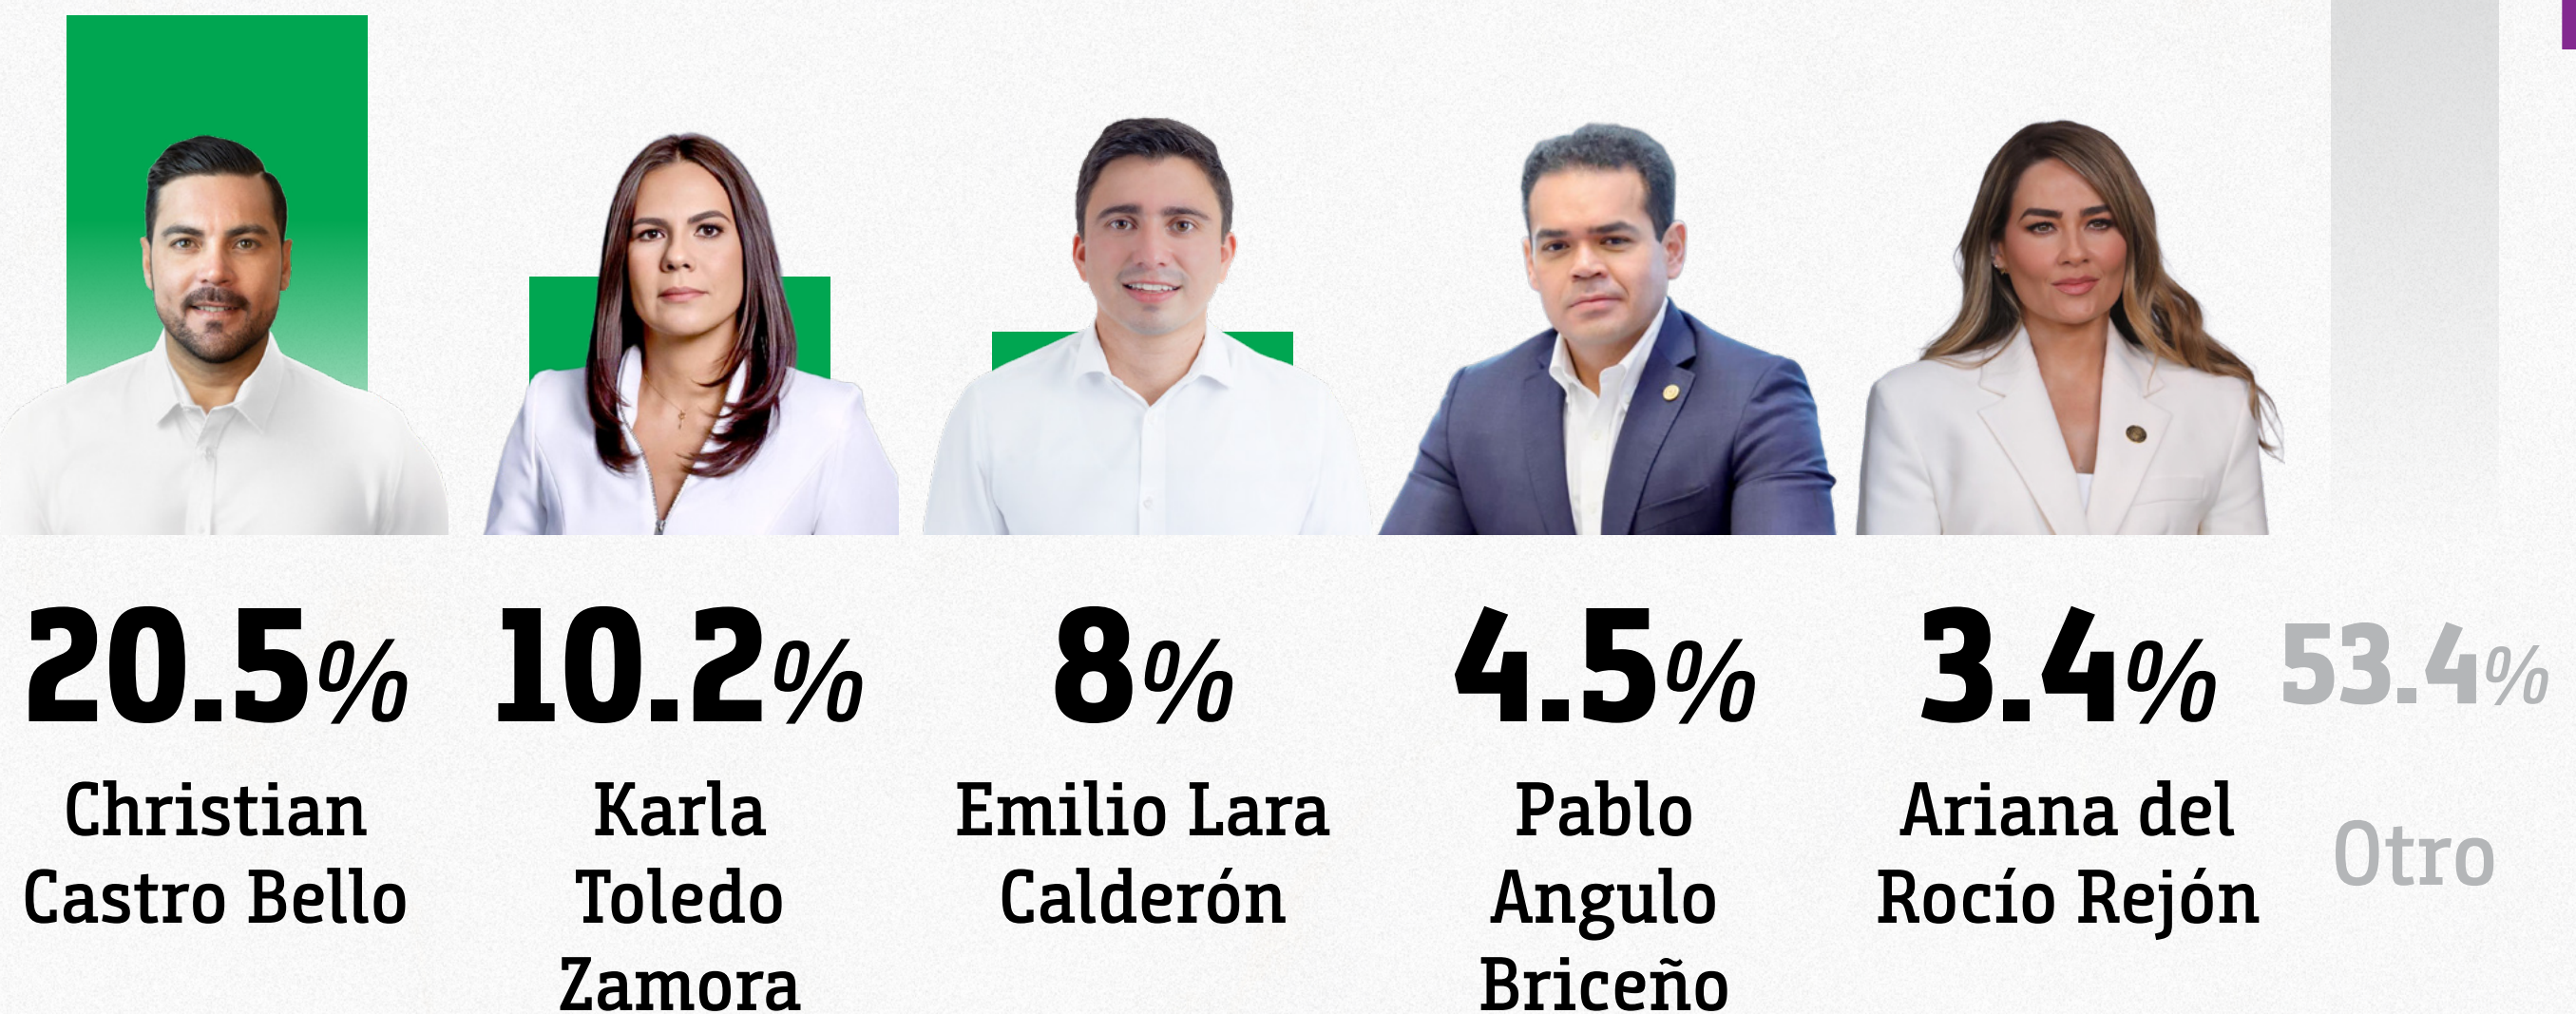 20.5%
Christian
Castro Bello
10.2%
Karla
Toledo
Zamora
8%
Emilio Lara
Calderón
4.5%
Pablo
Angulo
Briceño
3.4%
Ariana del
Rocío Rejón
53.4%
Otro